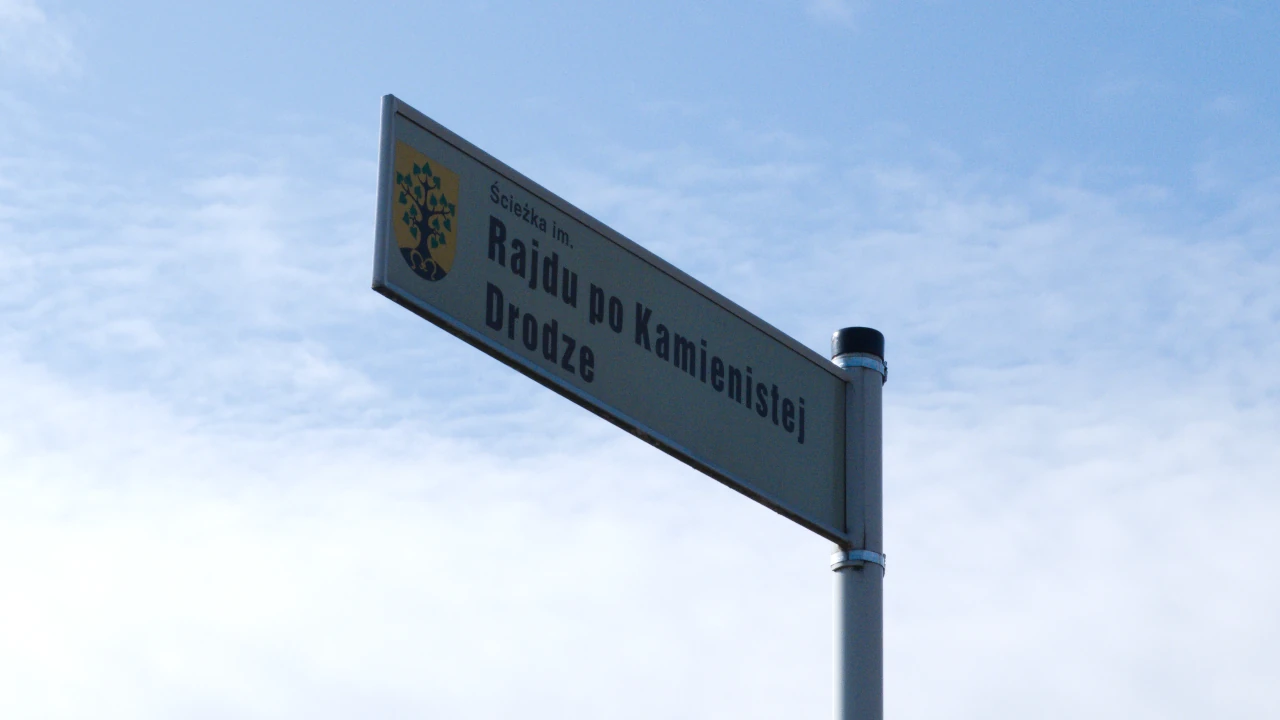 Ścieżka im.
Rajdu po Kamienistej
Drodze